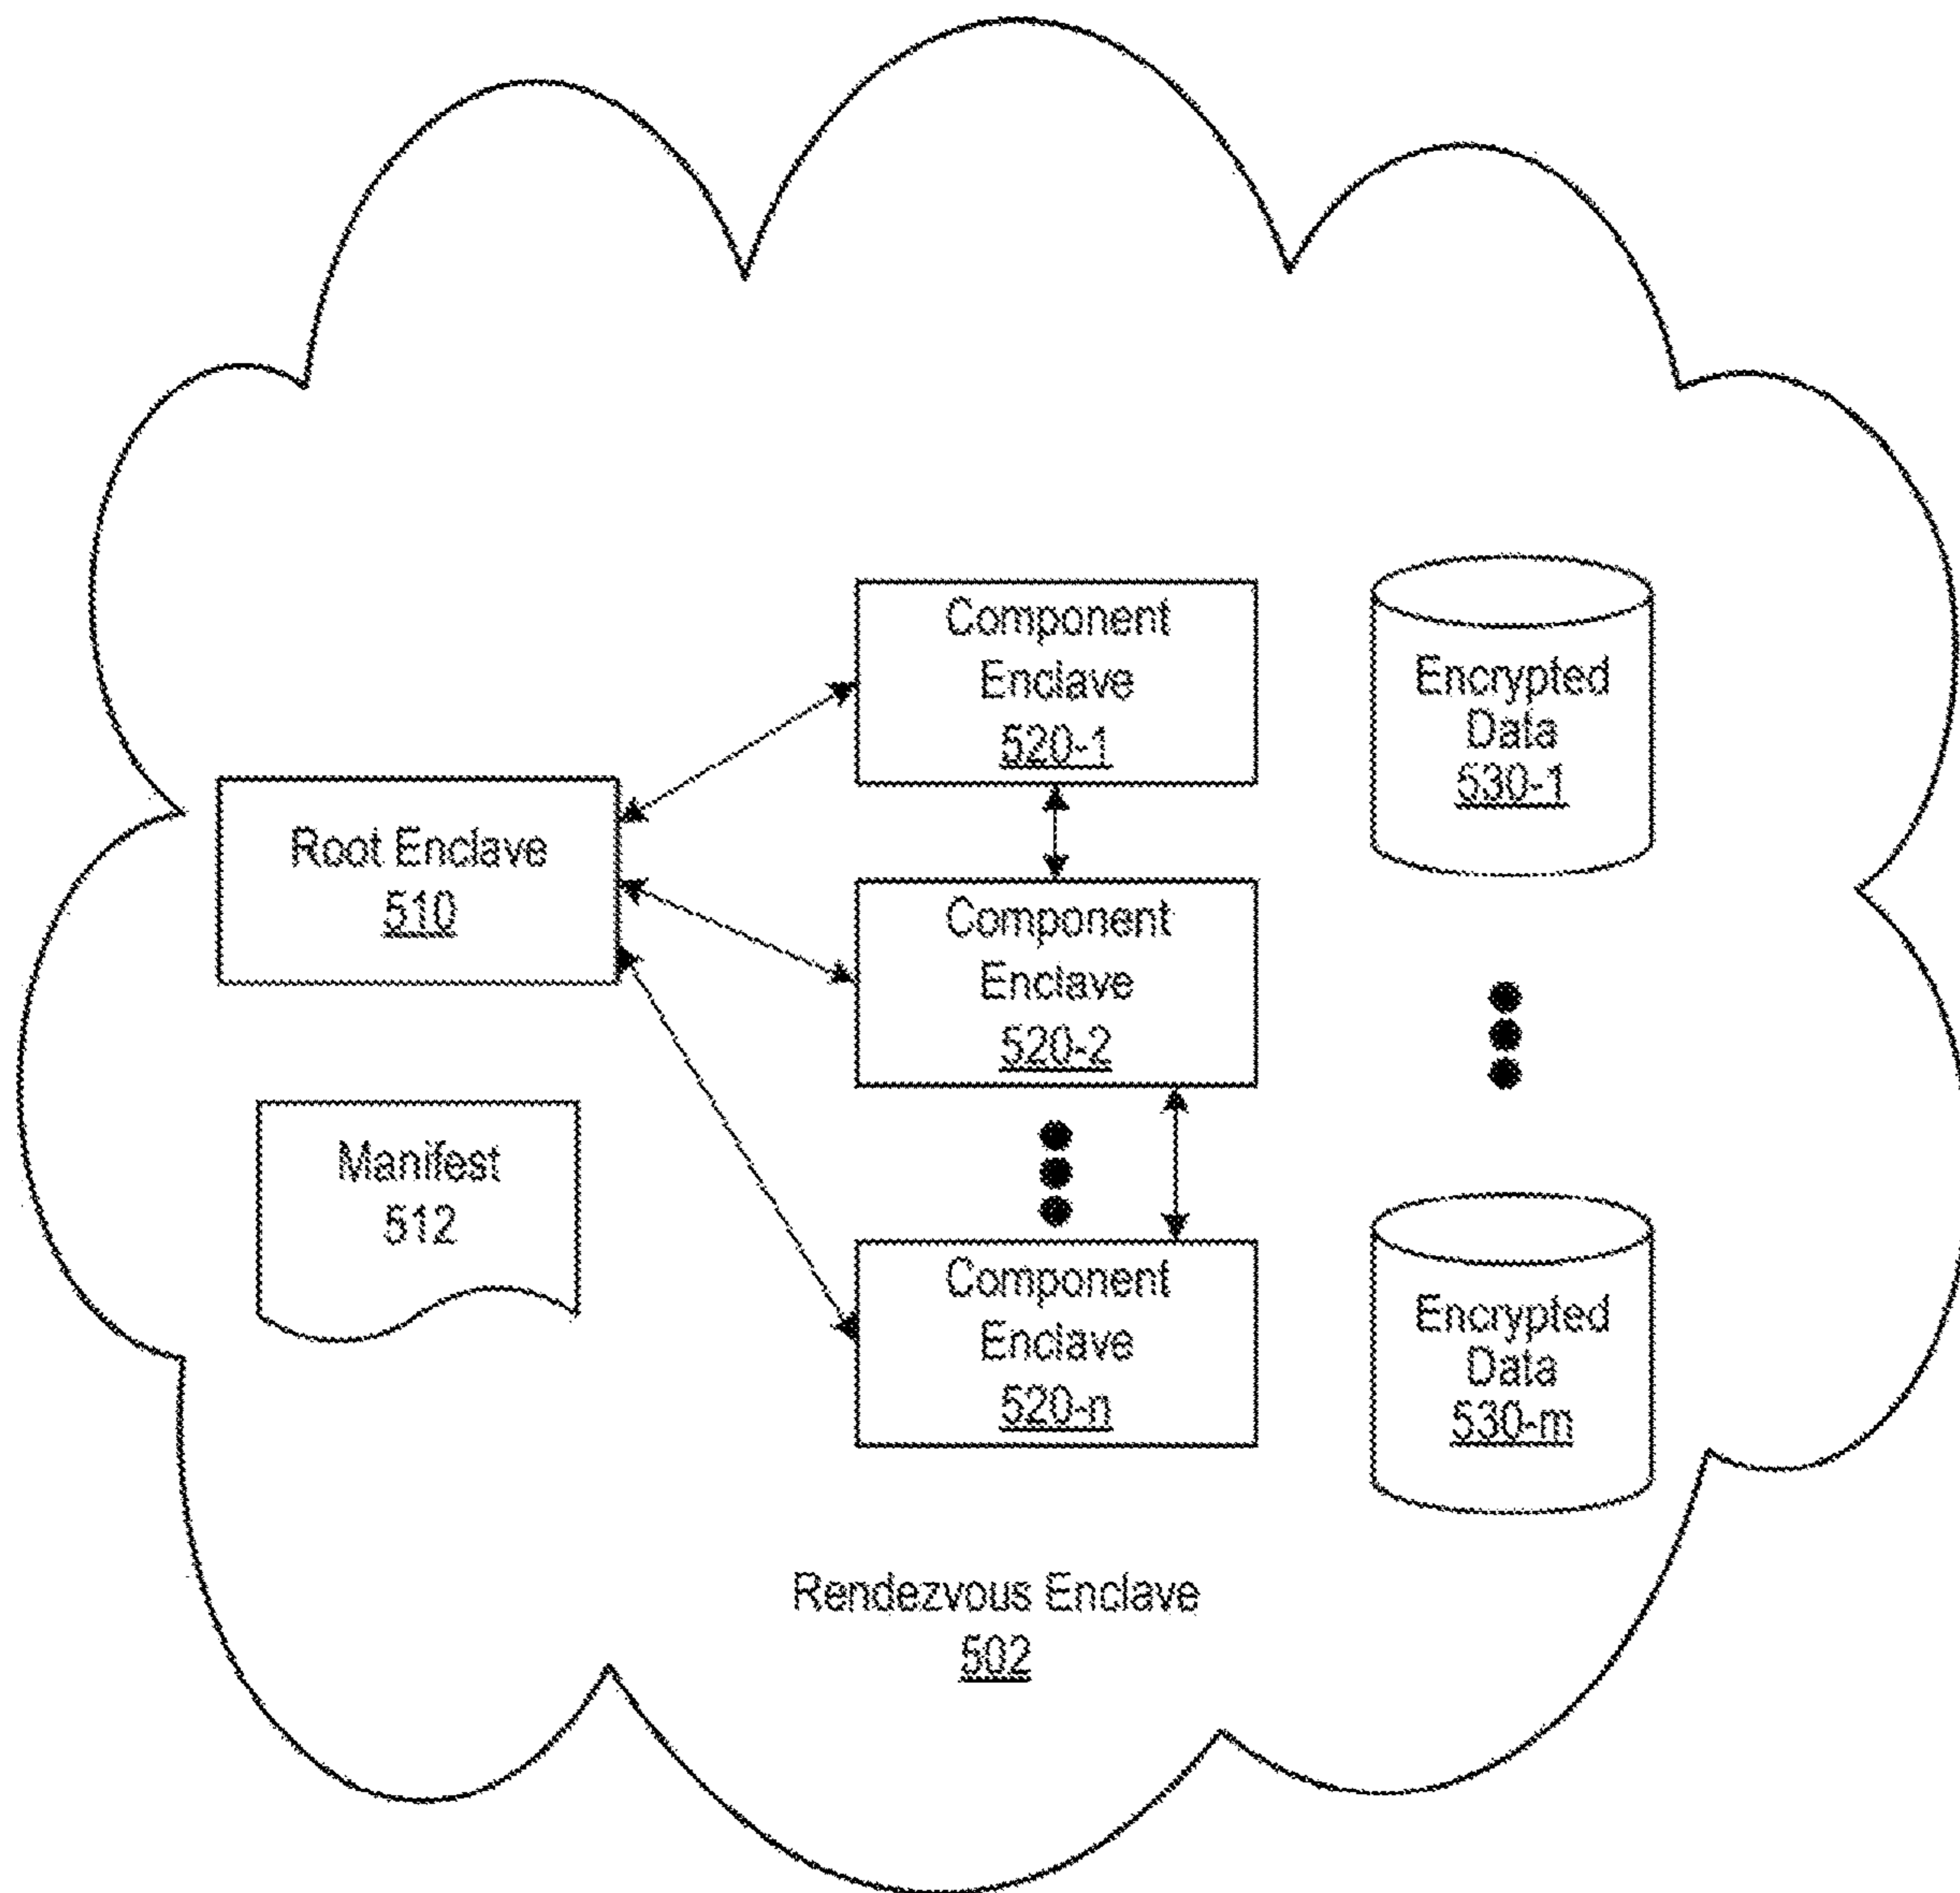 Component
Enclave
520-1
Encrypted
Data
530-1
Root Enclave
510
Component
Enclave
520-2
Manifest
512
Component
Enclave
520-n
Encrypted
Data
530-m
Rendezvous Enclave
502